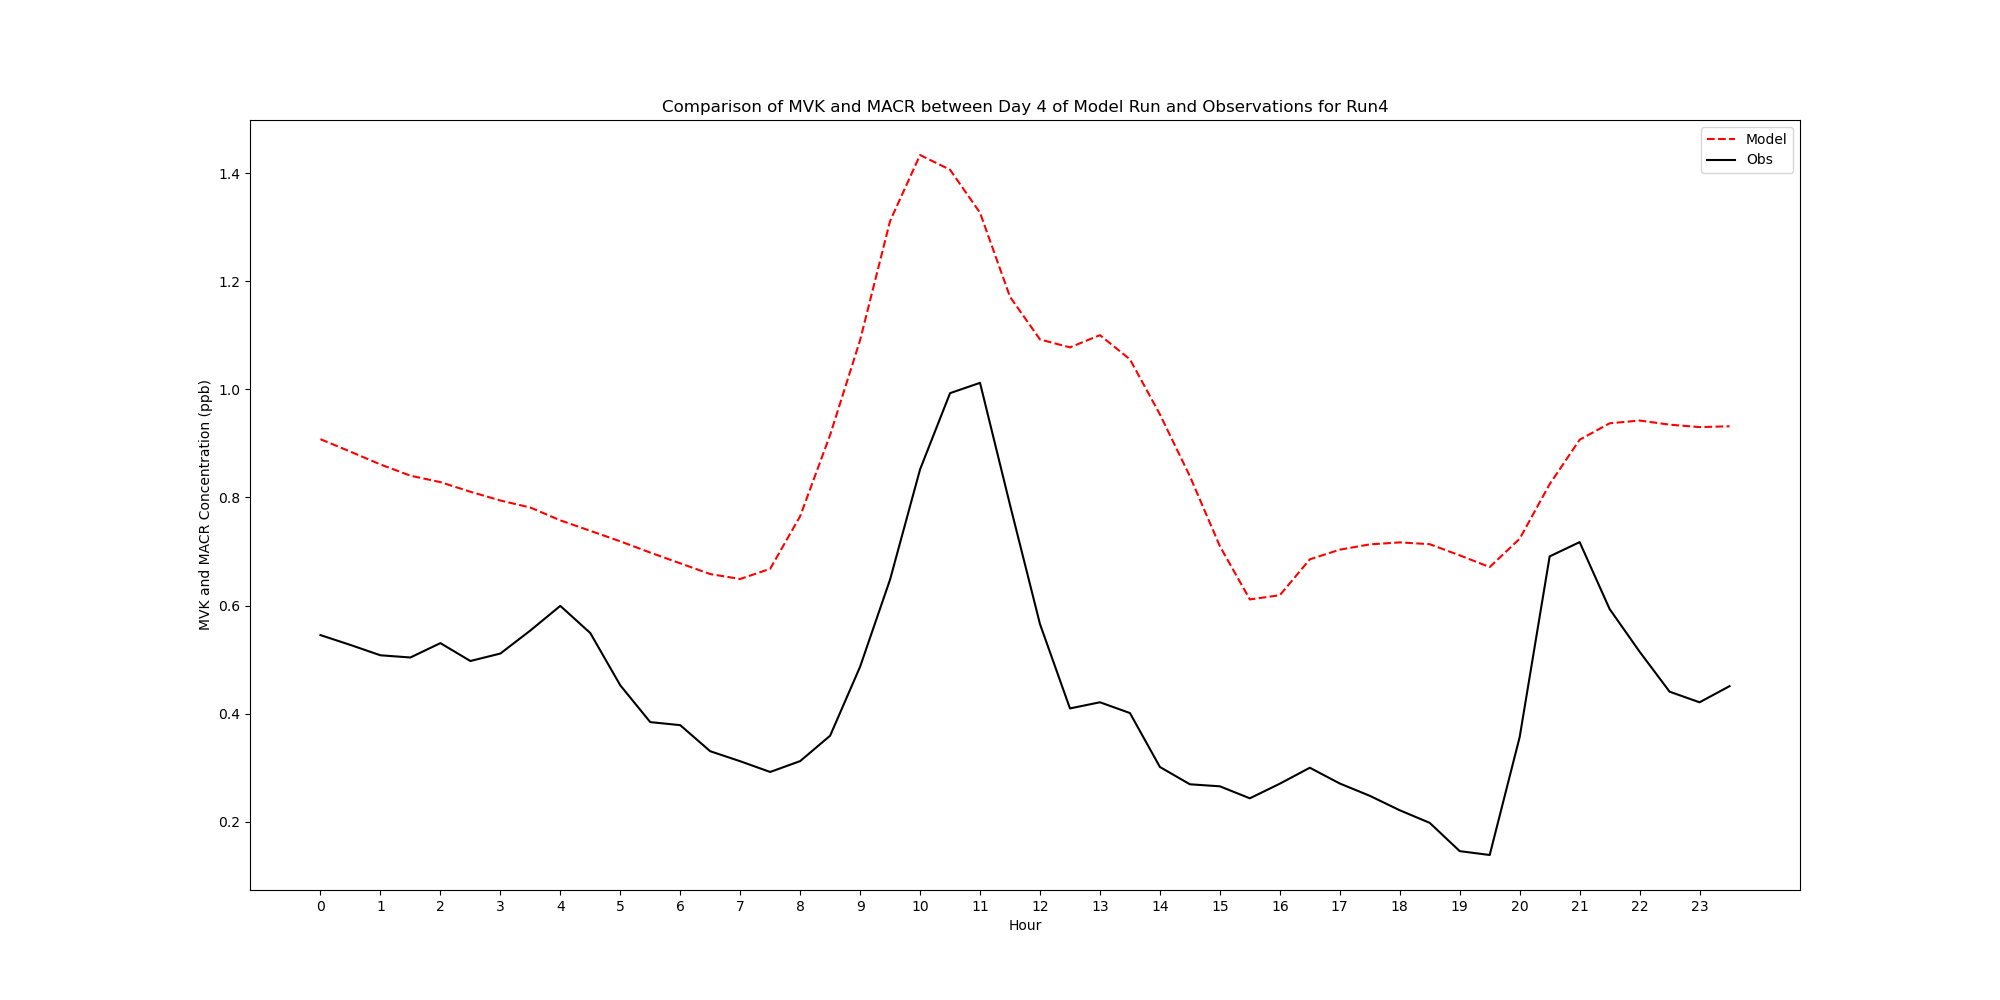 Comparison of MVK and MACR between Day 4 of Model Run and Observations for Run4
Model
Obs
MVK and MACR Concentration (ppb)
1.4
1.2
1.0
0.8
0.6
0.4
0.2
0 1 2 3 4 5 6 7 8 9 10 11 12 13 14 15 16 17 18 19 20 21 22 23
Hour